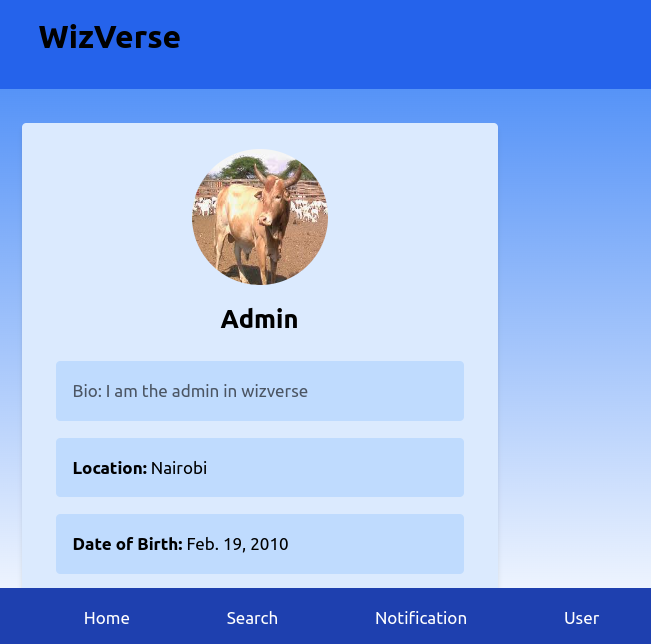 WizVerse
Admin
Bio: I am the admin in wizverse
Location: Nairobi
Date of Birth: Feb. 19, 2010
Home Search Notification User